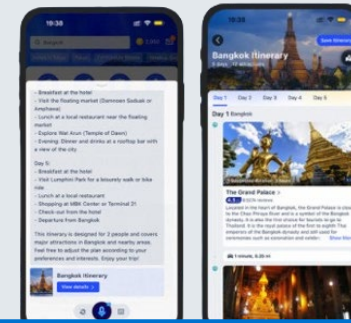 19:38
Bangkok
- Breakfast at the hotel
- Visit the floating market (Damnoen Saduak or
Amphawa)
- Lunch at a local restaurant near the floating
market
- Explore Wat Arun (Temple of Dawn)
- Evening: Dinner and drinks at a rooftop bar with
a view of the city
Day 5:
- Breakfast at the hotel
- Visit Lumphini Park for a leisurely walk or bike
ride
- Lunch at a local restaurant
- Shopping at MBK Center or Terminal 21
- Check-out from the hotel
- Departure from Bangkok
This itinerary is designed for 2 people and covers
major attractions in Bangkok and nearby areas.
Feel free to adjust the plan according to your
preferences and interests. Enjoy your trip!
Bangkok Itinerary
View details >
19:38
Save Itinerary
Bangkok Itinerary
Day 1 Day 2 Day 3 Day 4 Day 5
Day 1 Bangkok
The Grand Palace >
Located in the heart of Bangkok, the Grand Palace is close
to the Chao Phraya River and is a symbol of the Bangkok
dynasty. It is also the first choice for tourists to go to
Thailand. It is the royal palace of the first to eighth Thai
emperors of the Bangkok dynasty and still used for
ceremonies such as coronation and
Show More
1 minute, 0.25 mi